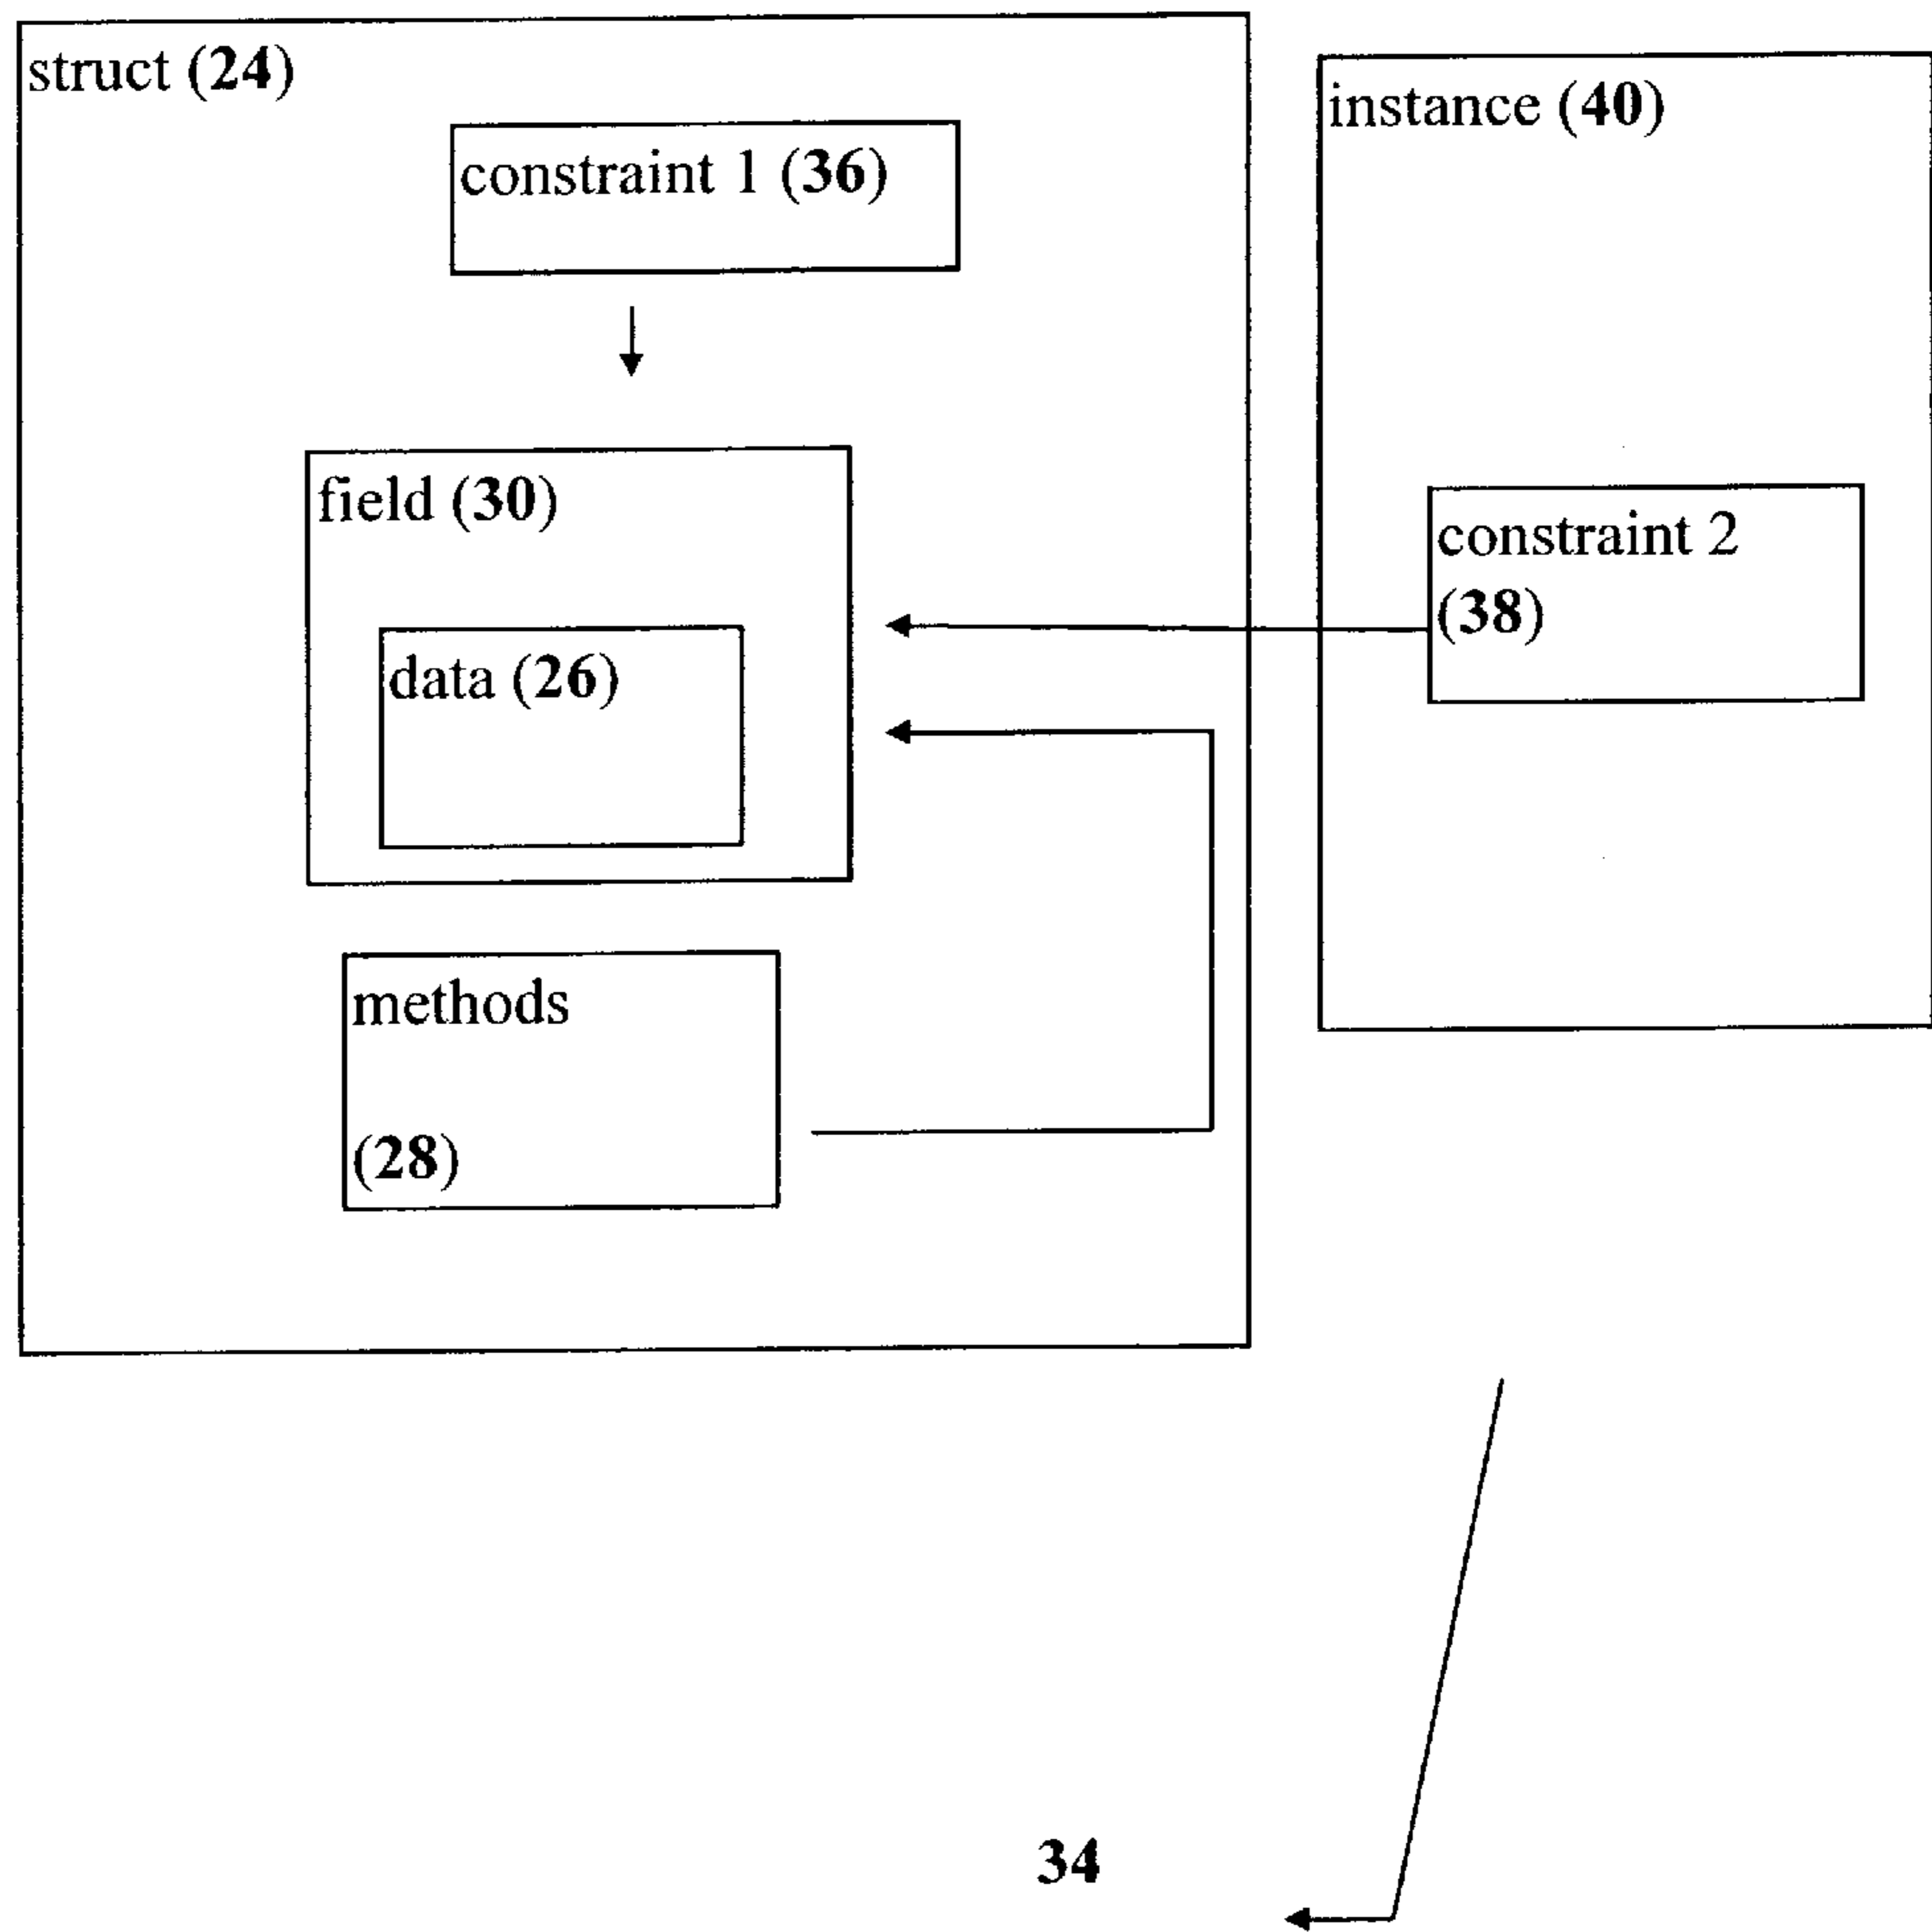 struct (24)
constraint 1 (36)
field (30)
data (26)
methods
(28)
instance (40)
constraint 2
(38)
34